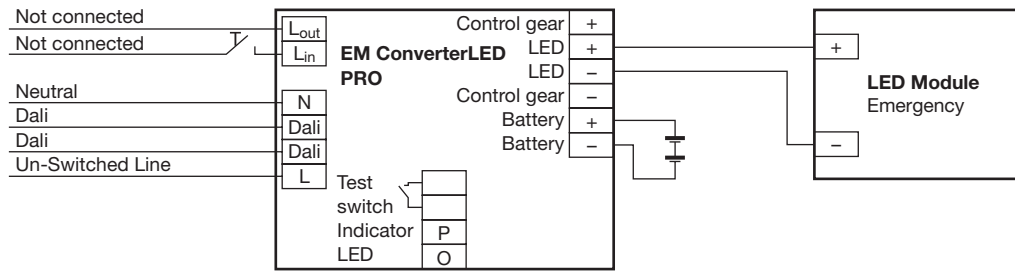 Not connected
Not connected
Neutral
Dali
Dali
Un-Switched Line
Lout
Lin
N
Dali
Dali
L
EM ConverterLED
PRO
Test
switch
Indicator
LED
P
O
Control gear +
LED +
LED –
Control gear –
Battery +
Battery –
+
–
LED Module
Emergency